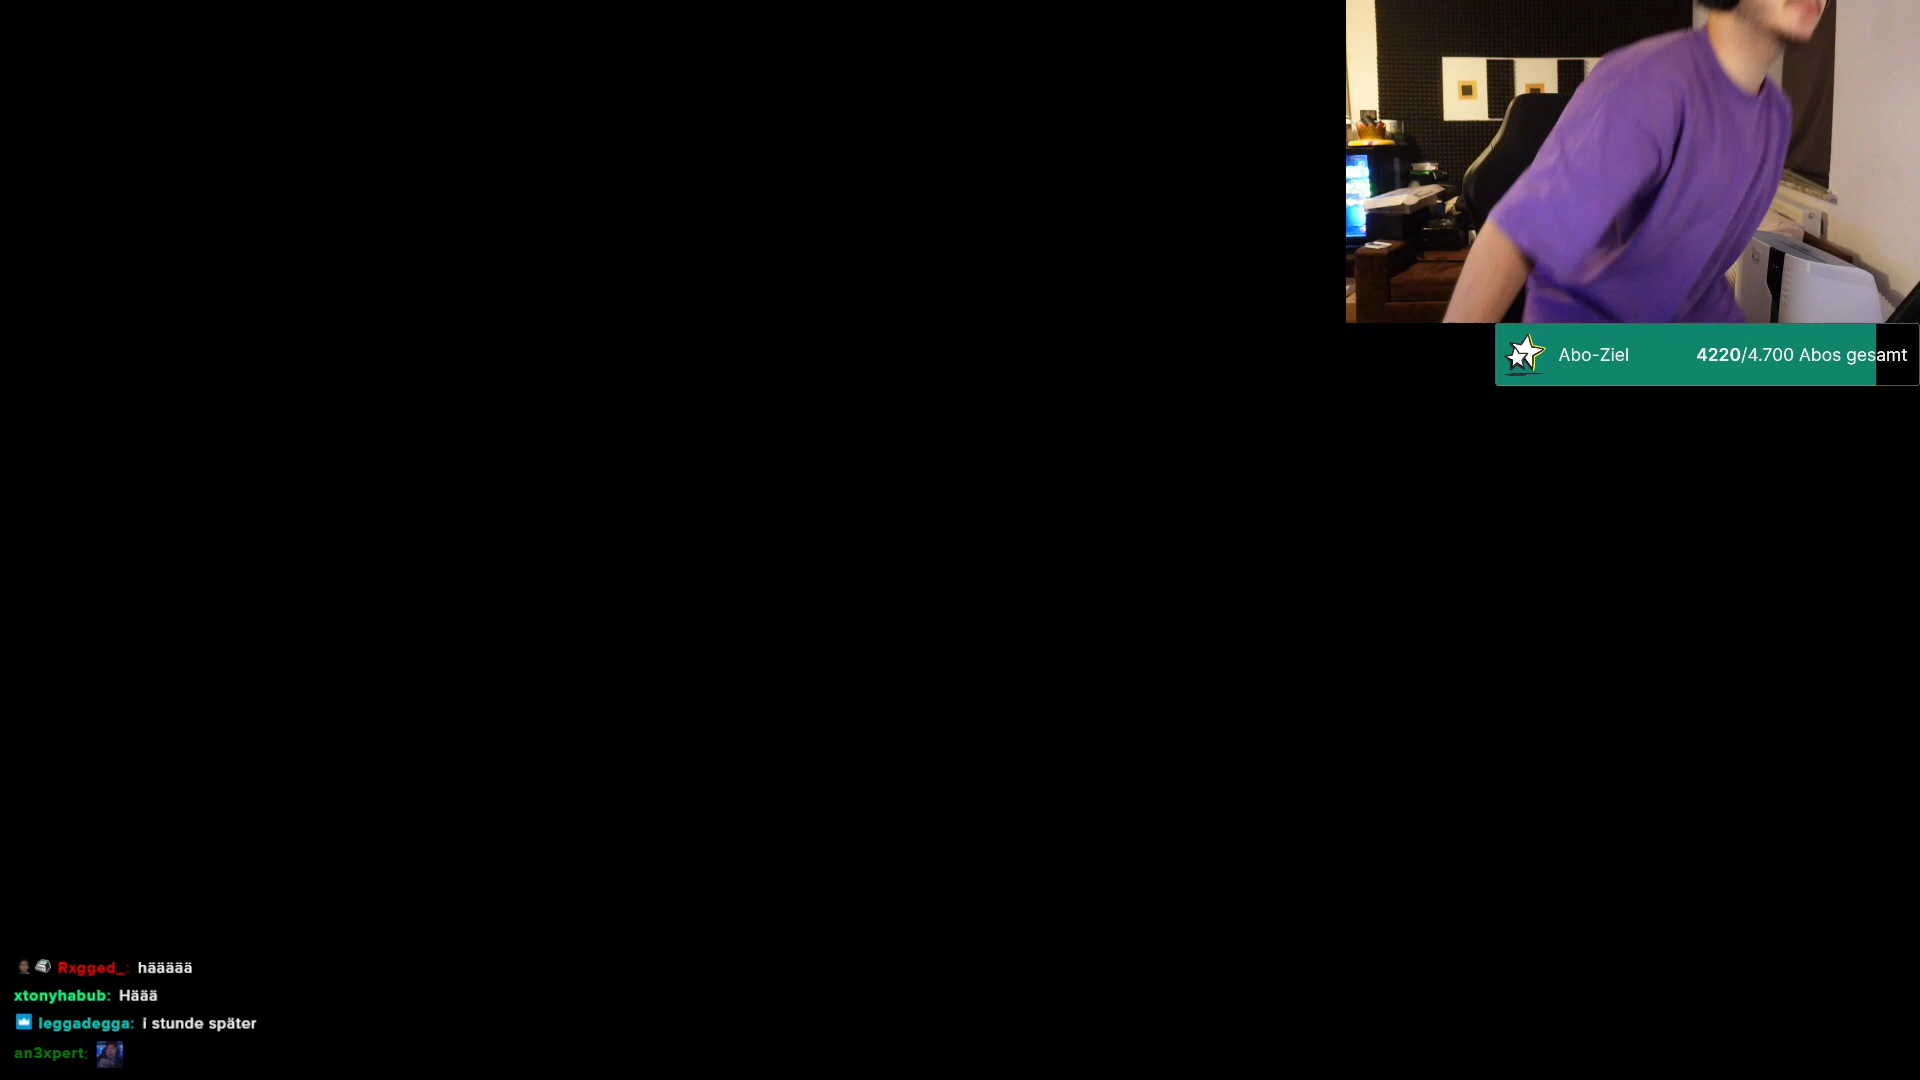 Abo-Ziel 4220/4.700 Abos gesamt
Rxgged_: häääää
xtonyhabub: Häää
leggadegga: i stunde später
an3xpert: